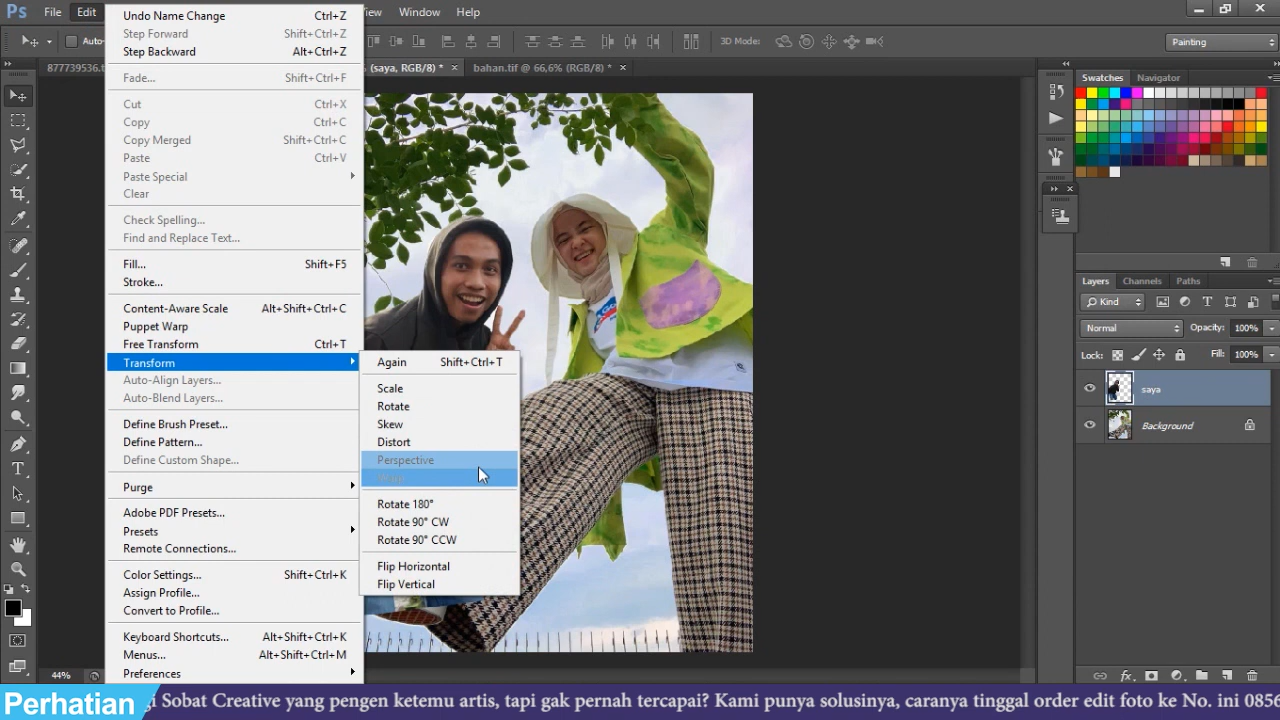 Ps File Edit View Window Help
Auto-
3D Mode:
Painting
877739536.t
(saya, RGB/8) *
bahan.tif @ 66,6% (RGB/8) *
Undo Name Change Ctrl+Z
Step Forward Shift+Ctrl+Z
Step Backward Alt+Ctrl+Z
Fade... Shift+Ctrl+F
Cut Ctrl+X
Copy Ctrl+C
Copy Merged Shift+Ctrl+C
Paste Ctrl+V
Paste Special
Clear
Check Spelling...
Find and Replace Text...
Fill... Shift+F5
Stroke...
Content-Aware Scale Alt+Shift+Ctrl+C
Puppet Warp
Free Transform Ctrl+T
Transform
Auto-Align Layers...
Auto-Blend Layers...
Define Brush Preset...
Define Pattern...
Define Custom Shape...
Purge
Adobe PDF Presets...
Presets
Remote Connections...
Color Settings... Shift+Ctrl+K
Assign Profile...
Convert to Profile...
Keyboard Shortcuts... Alt+Shift+Ctrl+K
Menus... Alt+Shift+Ctrl+M
Preferences
Again Shift+Ctrl+T
Scale
Rotate
Skew
Distort
Perspective
Rotate 180°
Rotate 90° CW
Rotate 90° CCW
Flip Horizontal
Flip Vertical
Swatches Navigator
Layers Channels Paths
Kind
Normal Opacity: 100%
Lock: Fill: 100%
saya
Background
44%
Perhatian
Sobat Creative yang pengen ketemu artis, tapi gak pernah tercapai? Kami punya solusinya, caranya tinggal order edit foto ke No. ini 0856